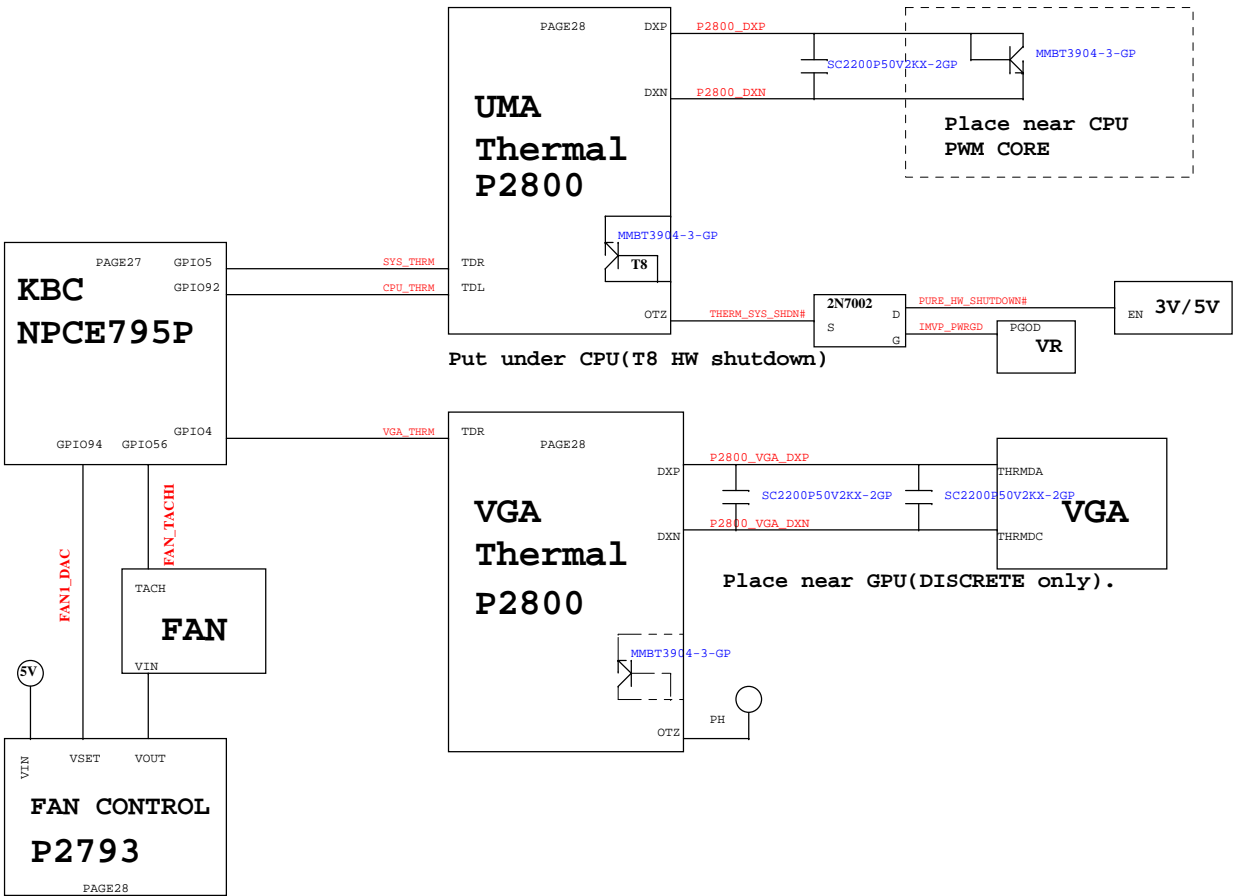 PAGE28
DXP
P2800_DXP
SC2200P50V2KX-2GP
MMBT3904-3-GP
DXN
P2800_DXN
Place near CPU
PWM CORE
UMA
Thermal
P2800
MMBT3904-3-GP
T8
PAGE27
GPIO5
SYS_THRM
TDR
GPIO92
CPU_THRM
TDL
KBC
NPCE795P
OTZ
THERM_SYS_SHDN#
2N7002
D
S
G
PURE_HW_SHUTDOWN#
IMVP_PWRGD
PGOD
VR
EN
3V/5V
Put under CPU(T8 HW shutdown)
GPIO4
VGA_THRM
TDR
GPIO94
GPIO56
PAGE28
DXP
P2800_VGA_DXP
THRMDA
SC2200P50V2KX-2GP
SC2200P50V2KX-2GP
VGA
DXN
P2800_VGA_DXN
THRMDC
Place near GPU(DISCRETE only).
VGA
Thermal
P2800
MMBT3904-3-GP
OTZ
PH
FAN1_DAC
FAN_TACH1
TACH
FAN
VIN
5V
VIN
VSET
VOUT
FAN CONTROL
P2793
PAGE28